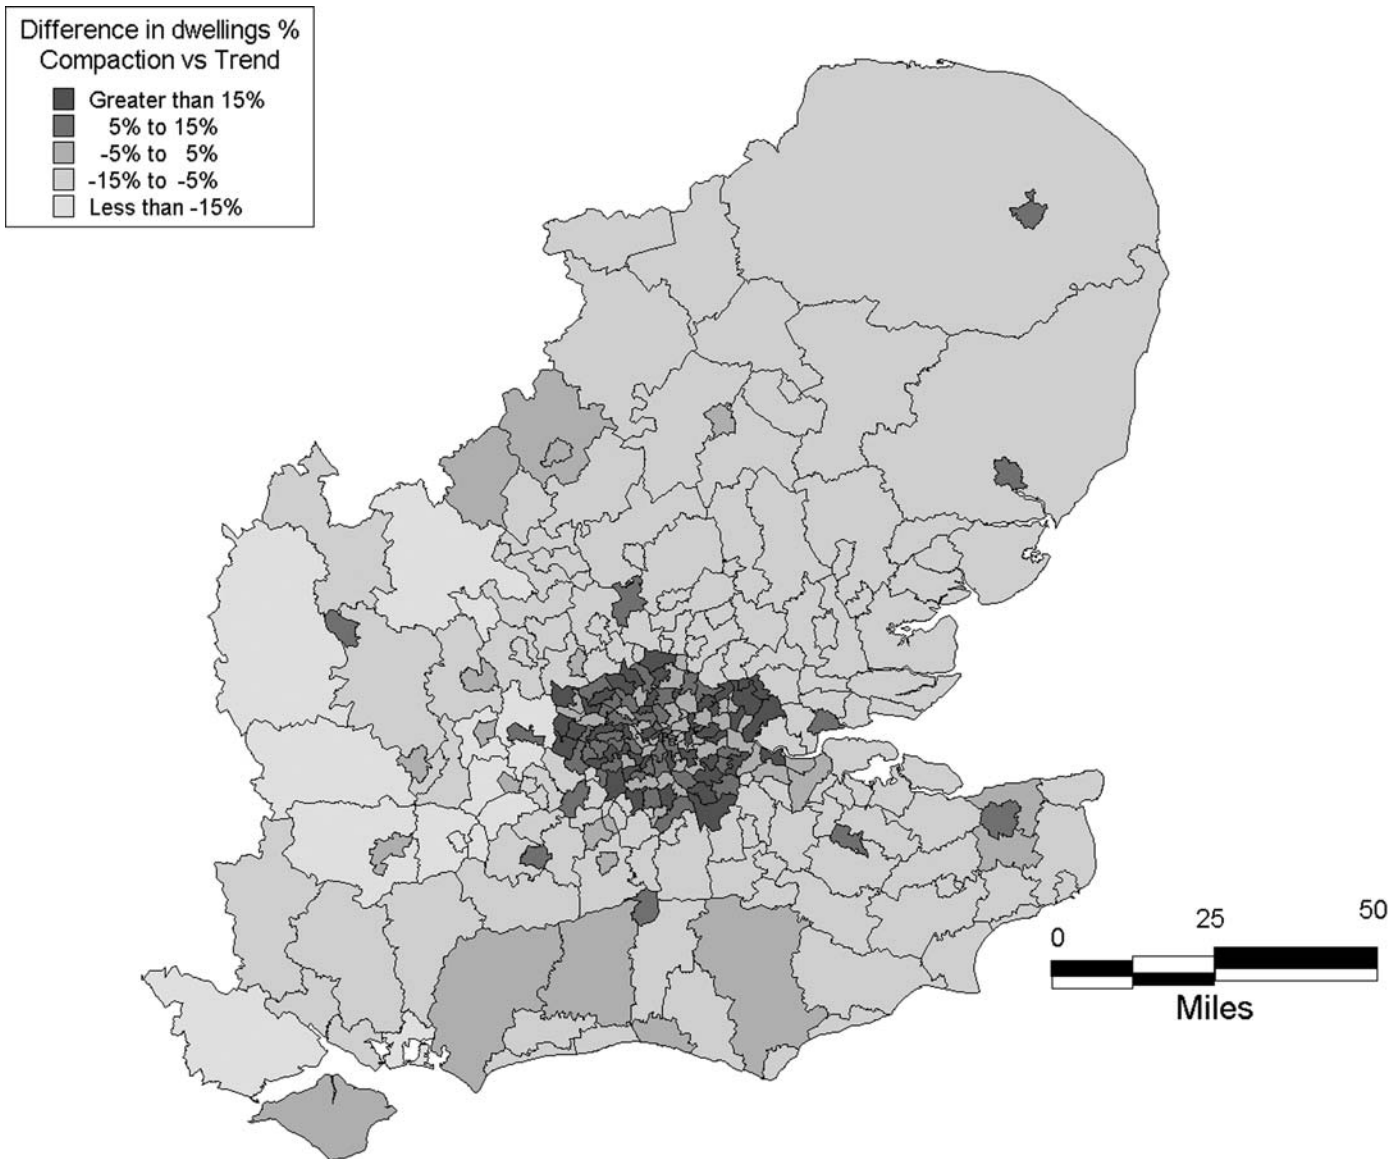 Difference in dwellings %
Compaction vs Trend
Greater than 15%
5% to 15%
-5% to 5%
-15% to -5%
Less than -15%
0 25 50
Miles